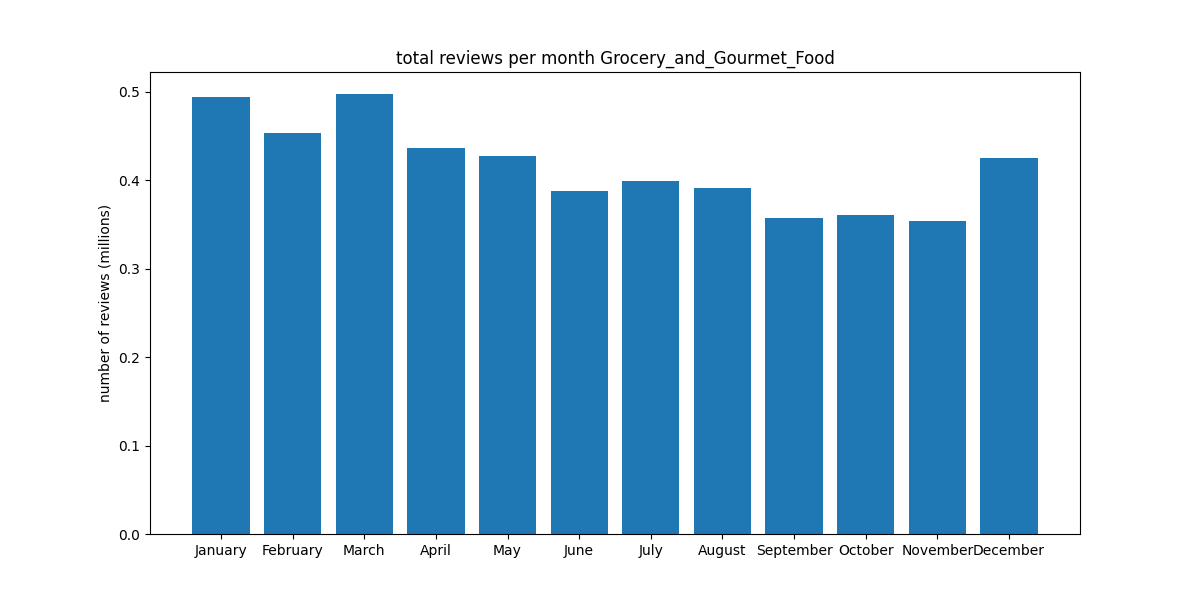 total reviews per month Grocery_and_Gourmet_Food
number of reviews (millions)
0.5
0.4
0.3
0.2
0.1
0.0
January February March April May June July August September October November December